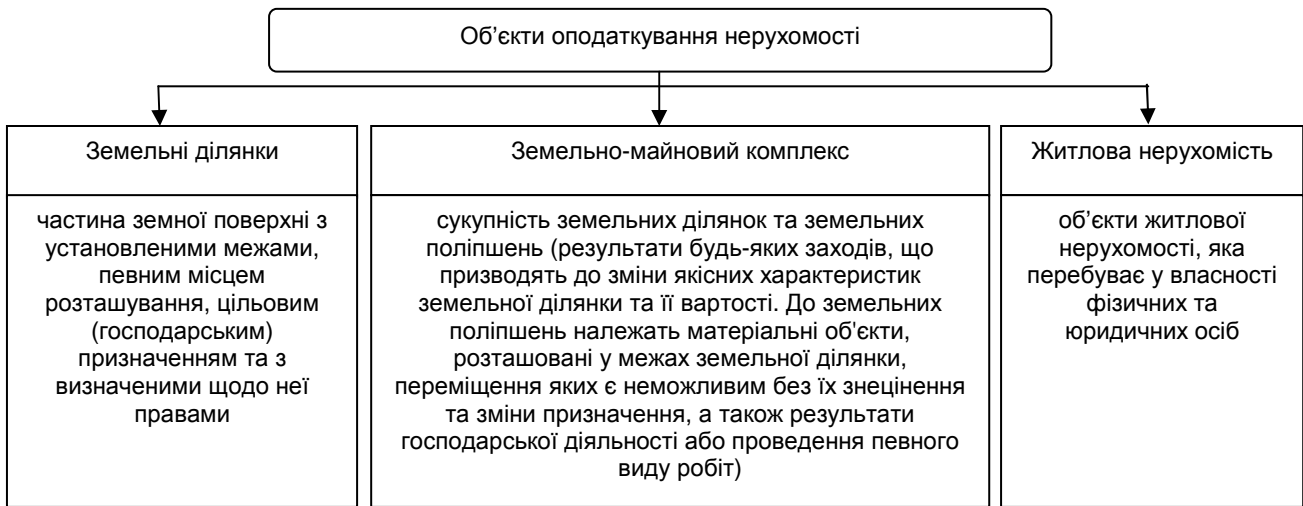 Об’єкти оподаткування нерухомості
Земельні ділянки
частина земної поверхні з
установленими межами,
певним місцем
розташування, цільовим
(господарським)
призначенням та з
визначеними щодо неї
правами
Земельно-майновий комплекс
сукупність земельних ділянок та земельних
поліпшень (результати будь-яких заходів, що
призводять до зміни якісних характеристик
земельної ділянки та її вартості. До земельних
поліпшень належать матеріальні об'єкти,
розташовані у межах земельної ділянки,
переміщення яких є неможливим без їх знецінення
та зміни призначення, а також результати
господарської діяльності або проведення певного
виду робіт)
Житлова нерухомість
об’єкти житлової
нерухомості, яка
перебуває у власності
фізичних та
юридичних осіб